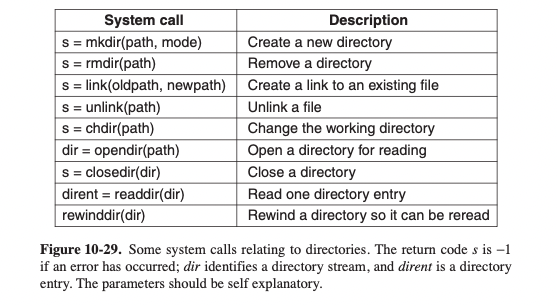 System call Description
s = mkdir(path, mode) Create a new directory
s = rmdir(path) Remove a directory
s = link(oldpath, newpath) Create a link to an existing file
s = unlink(path) Unlink a file
s = chdir(path) Change the working directory
dir = opendir(path) Open a directory for reading
s = closedir(dir) Close a directory
dirent = readdir(dir) Read one directory entry
rewinddir(dir) Rewind a directory so it can be reread
Figure 10-29. Some system calls relating to directories. The return code s is −1
if an error has occurred; dir identifies a directory stream, and dirent is a directory
entry. The parameters should be self explanatory.